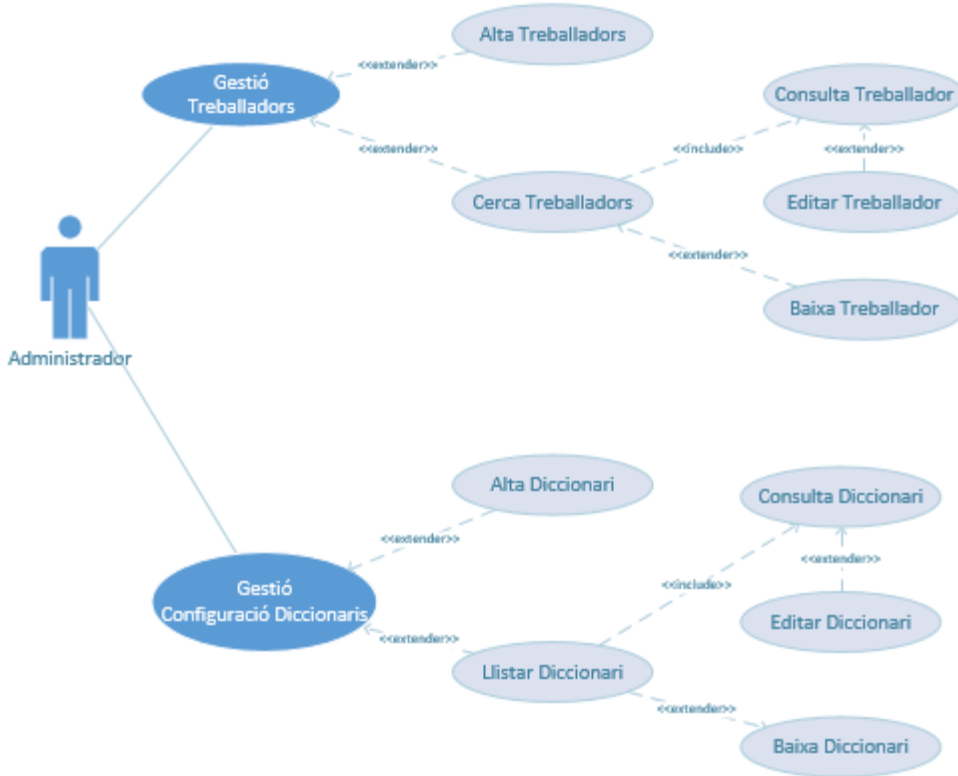 Alta Treballadors
<<extender>>
Gestió
Treballadors
Consulta Treballador
<<extender>>
<<include>>
<<extender>>
Cerca Treballadors
Editar Treballador
<<extender>>
Baixa Treballador
Administrador
Alta Diccionari
Consulta Diccionari
<<extender>>
<<extender>>
Gestió
Configuració Diccionaris
<<include>>
Editar Diccionari
<<extender>>
Llistar Diccionari
<<extender>>
Baixa Diccionari